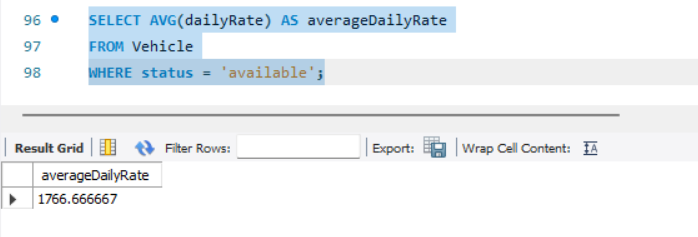 96 SELECT AVG(dailyRate) AS averageDailyRate
97 FROM Vehicle
98 WHERE status = 'available';
Result Grid Filter Rows: Export: Wrap Cell Content: IA
averageDailyRate
1766.666667